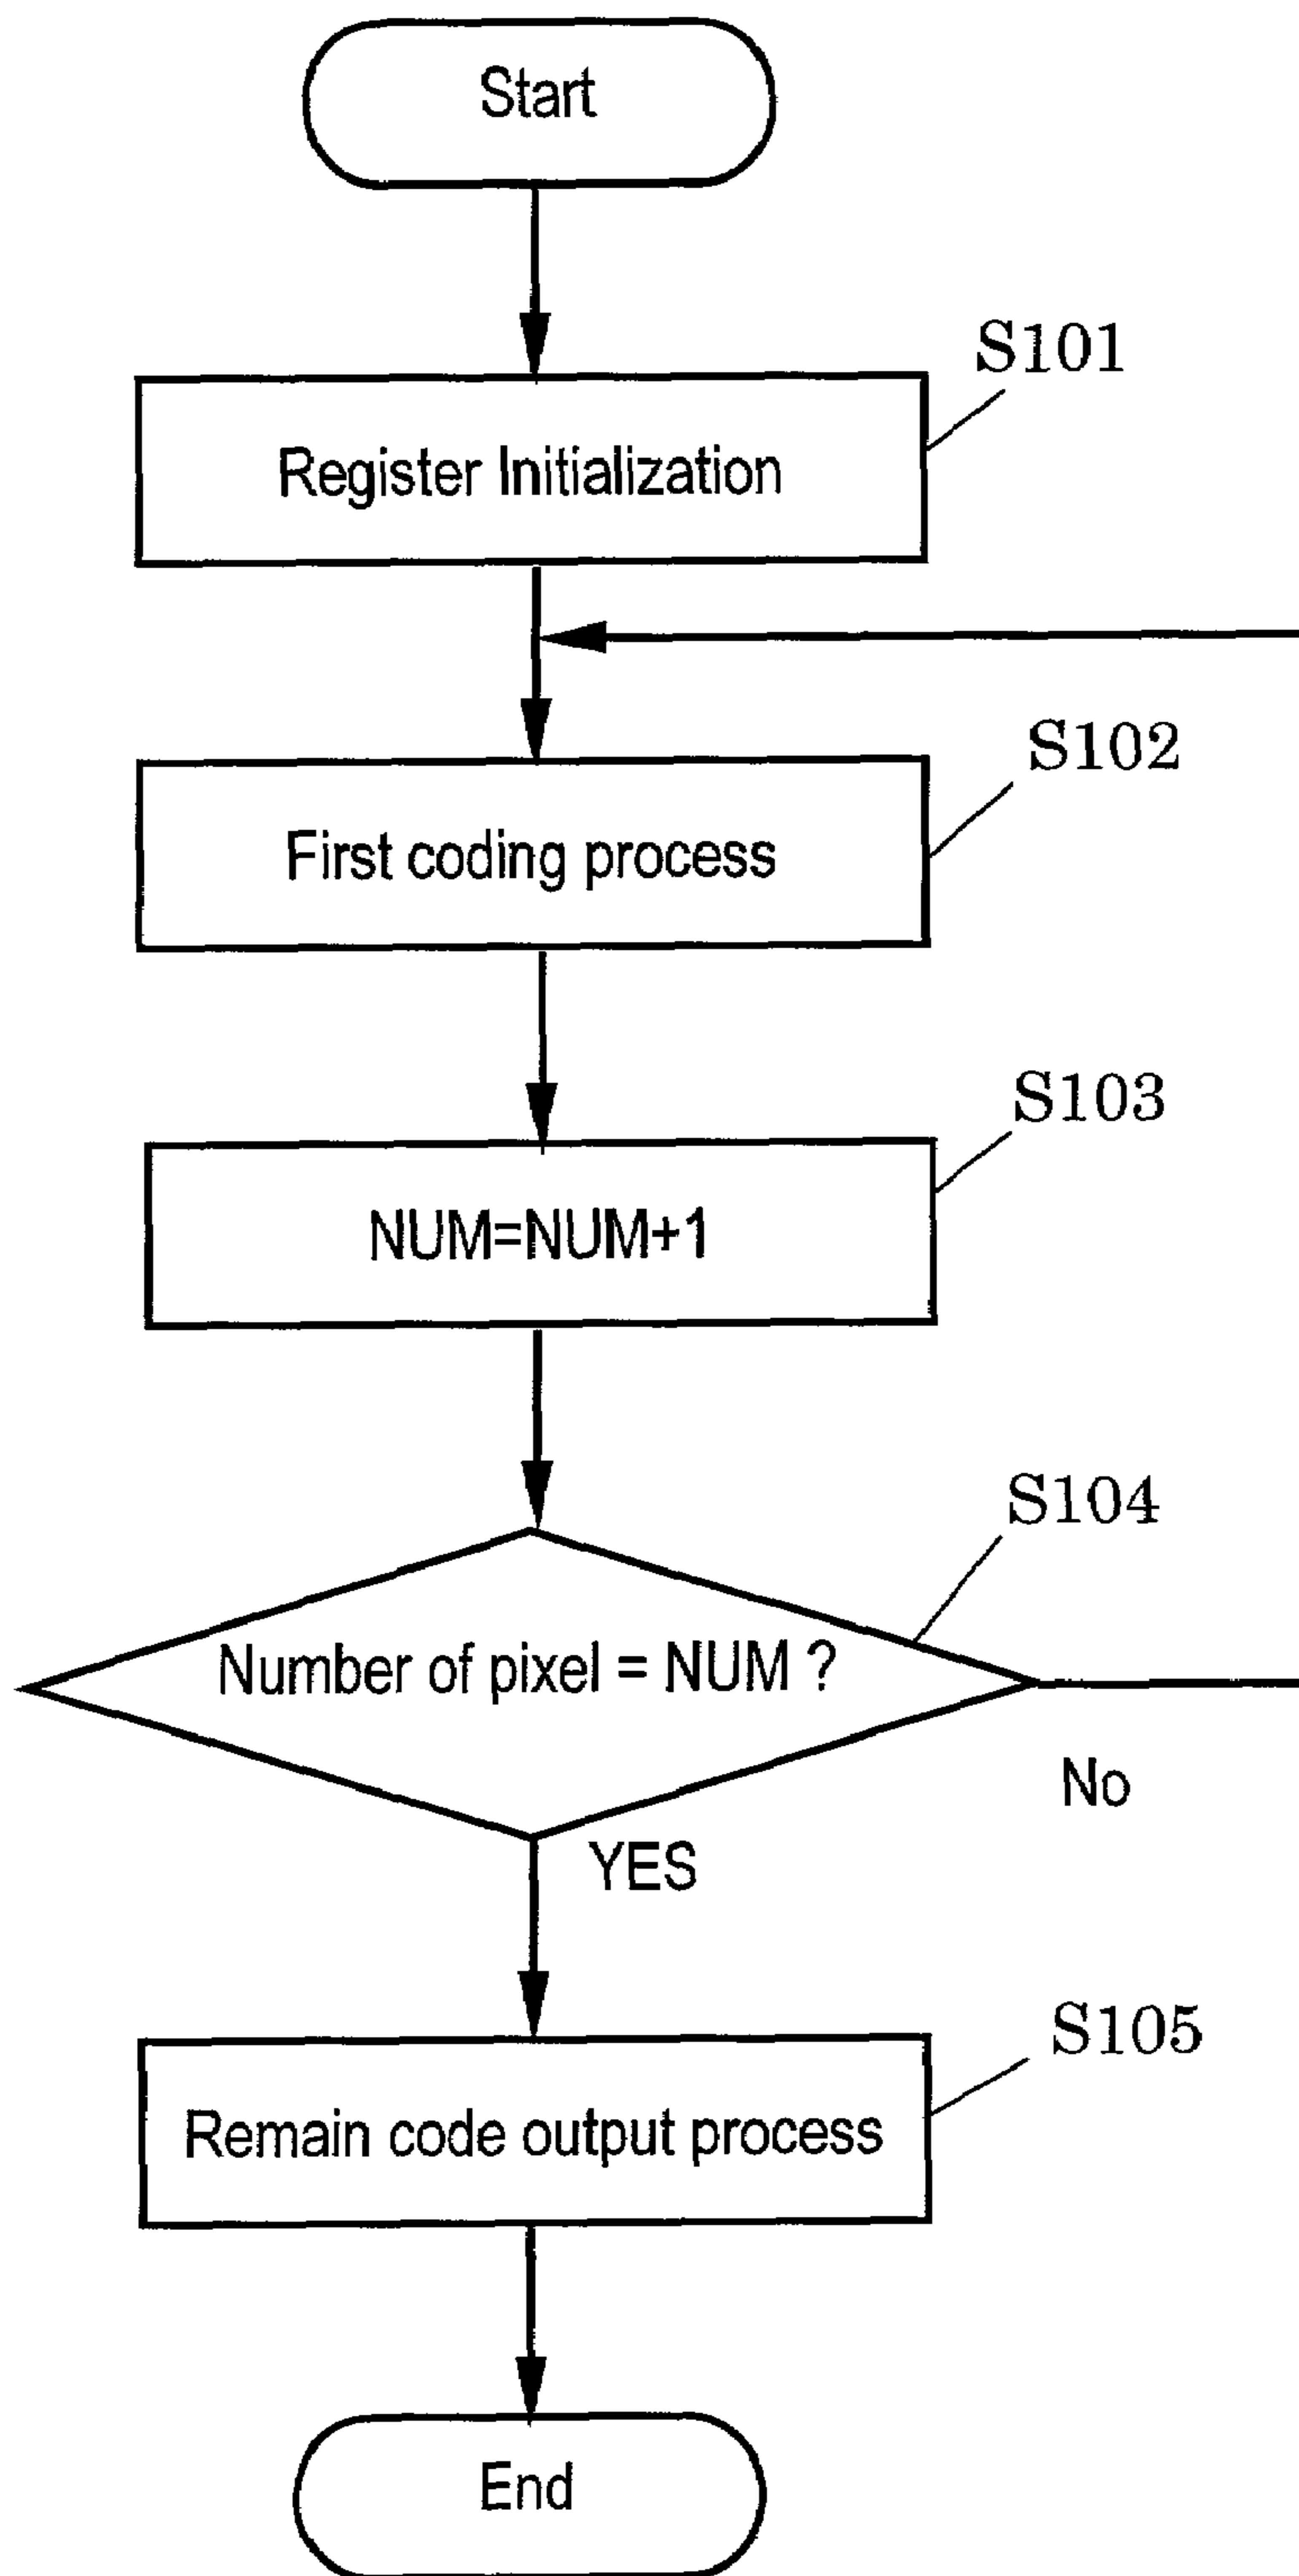 Start
S101
Register Initialization
S102
First coding process
S103
NUM=NUM+1
S104
Number of pixel = NUM ?
No
YES
S105
Remain code output process
End